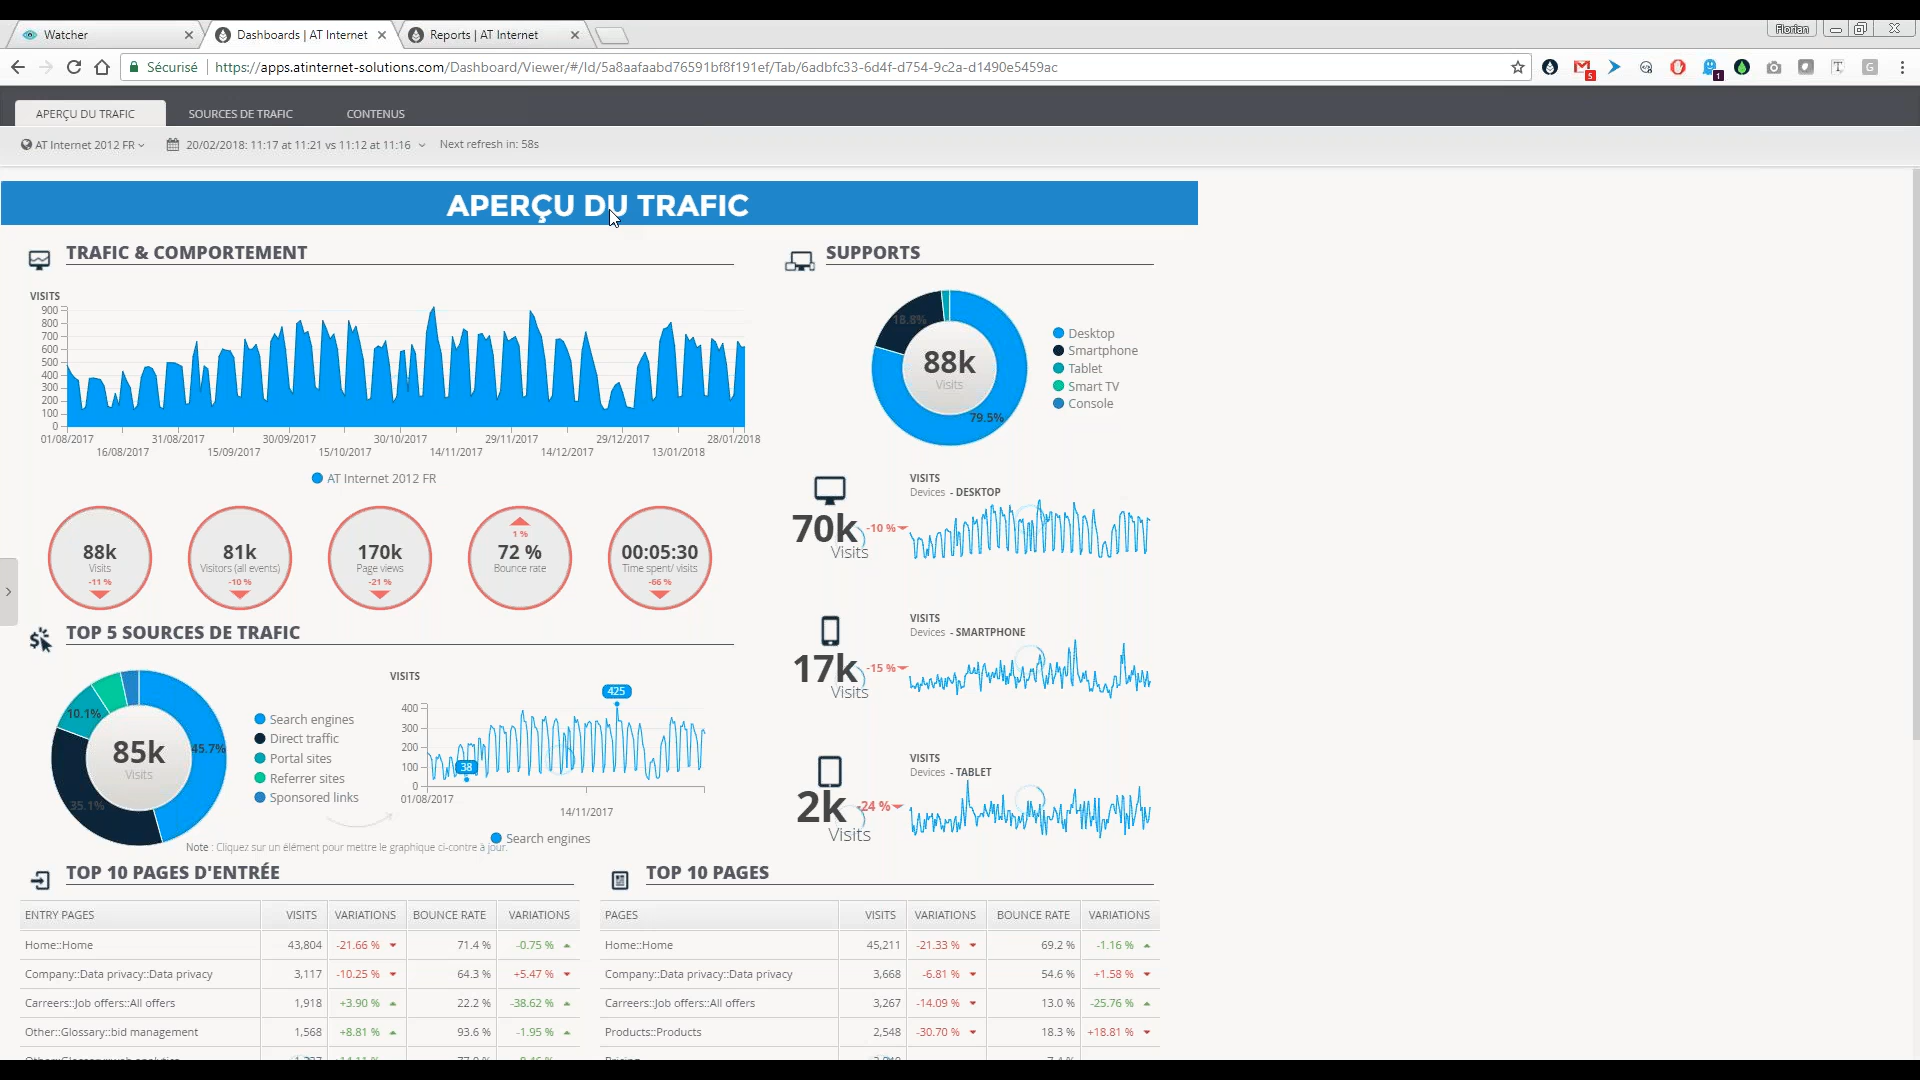 Watcher
Dashboards | AT Internet
Reports | AT Internet
Florian
Sécurisé
https://apps.atinternet-solutions.com/Dashboard/Viewer/#/Id/5a8aafaabd76591bf8f191ef/Tab/6adbfc33-6d4f-d754-9c2a-d1490e5459ac
APERÇU DU TRAFIC
SOURCES DE TRAFIC
CONTENUS
AT Internet 2012 FR
20/02/2018: 11:17 at 11:21 vs 11:12 at 11:16
Next refresh in: 58s
APERÇU DU TRAFIC
TRAFIC & COMPORTEMENT
VISITS
900
800
700
600
500
400
300
200
100
0
01/08/2017 31/08/2017 30/09/2017 30/10/2017 29/11/2017 29/12/2017 28/01/2018
16/08/2017 15/09/2017 15/10/2017 14/11/2017 14/12/2017 13/01/2018
AT Internet 2012 FR
88k
Visits
-11 %
81k
Visitors (all events)
-10 %
170k
Page views
-21 %
1 %
72 %
Bounce rate
00:05:30
Time spent/ visits
-66 %
SUPPORTS
18.8%
88k
Visits
79.5%
Desktop
Smartphone
Tablet
Smart TV
Console
VISITS
Devices - DESKTOP
70k
-10 %
Visits
VISITS
Devices - SMARTPHONE
17k
-15 %
Visits
VISITS
Devices - TABLET
2k
-24 %
Visits
TOP 5 SOURCES DE TRAFIC
10.1%
45.7%
35.1%
85k
Visits
Search engines
Direct traffic
Portal sites
Referrer sites
Sponsored links
VISITS
425
38
400
300
200
100
0
01/08/2017
14/11/2017
Search engines
Note : Cliquez sur un élément pour mettre le graphique ci-contre à jour.
TOP 10 PAGES D'ENTRÉE
ENTRY PAGES VISITS VARIATIONS BOUNCE RATE VARIATIONS
Home::Home 43,804 -21.66 % 71.4 % -0.75 %
Company::Data privacy::Data privacy 3,117 -10.25 % 64.3 % +5.47 %
Carreers::Job offers::All offers 1,918 +3.90 % 22.2 % -38.62 %
Other::Glossary::bid management 1,568 +8.81 % 93.6 % -1.95 %
TOP 10 PAGES
PAGES VISITS VARIATIONS BOUNCE RATE VARIATIONS
Home::Home 45,211 -21.33 % 69.2 % -1.16 %
Company::Data privacy::Data privacy 3,668 -6.81 % 54.6 % +1.58 %
Carreers::Job offers::All offers 3,267 -14.09 % 13.0 % -25.76 %
Products::Products 2,548 -30.70 % 18.3 % +18.81 %